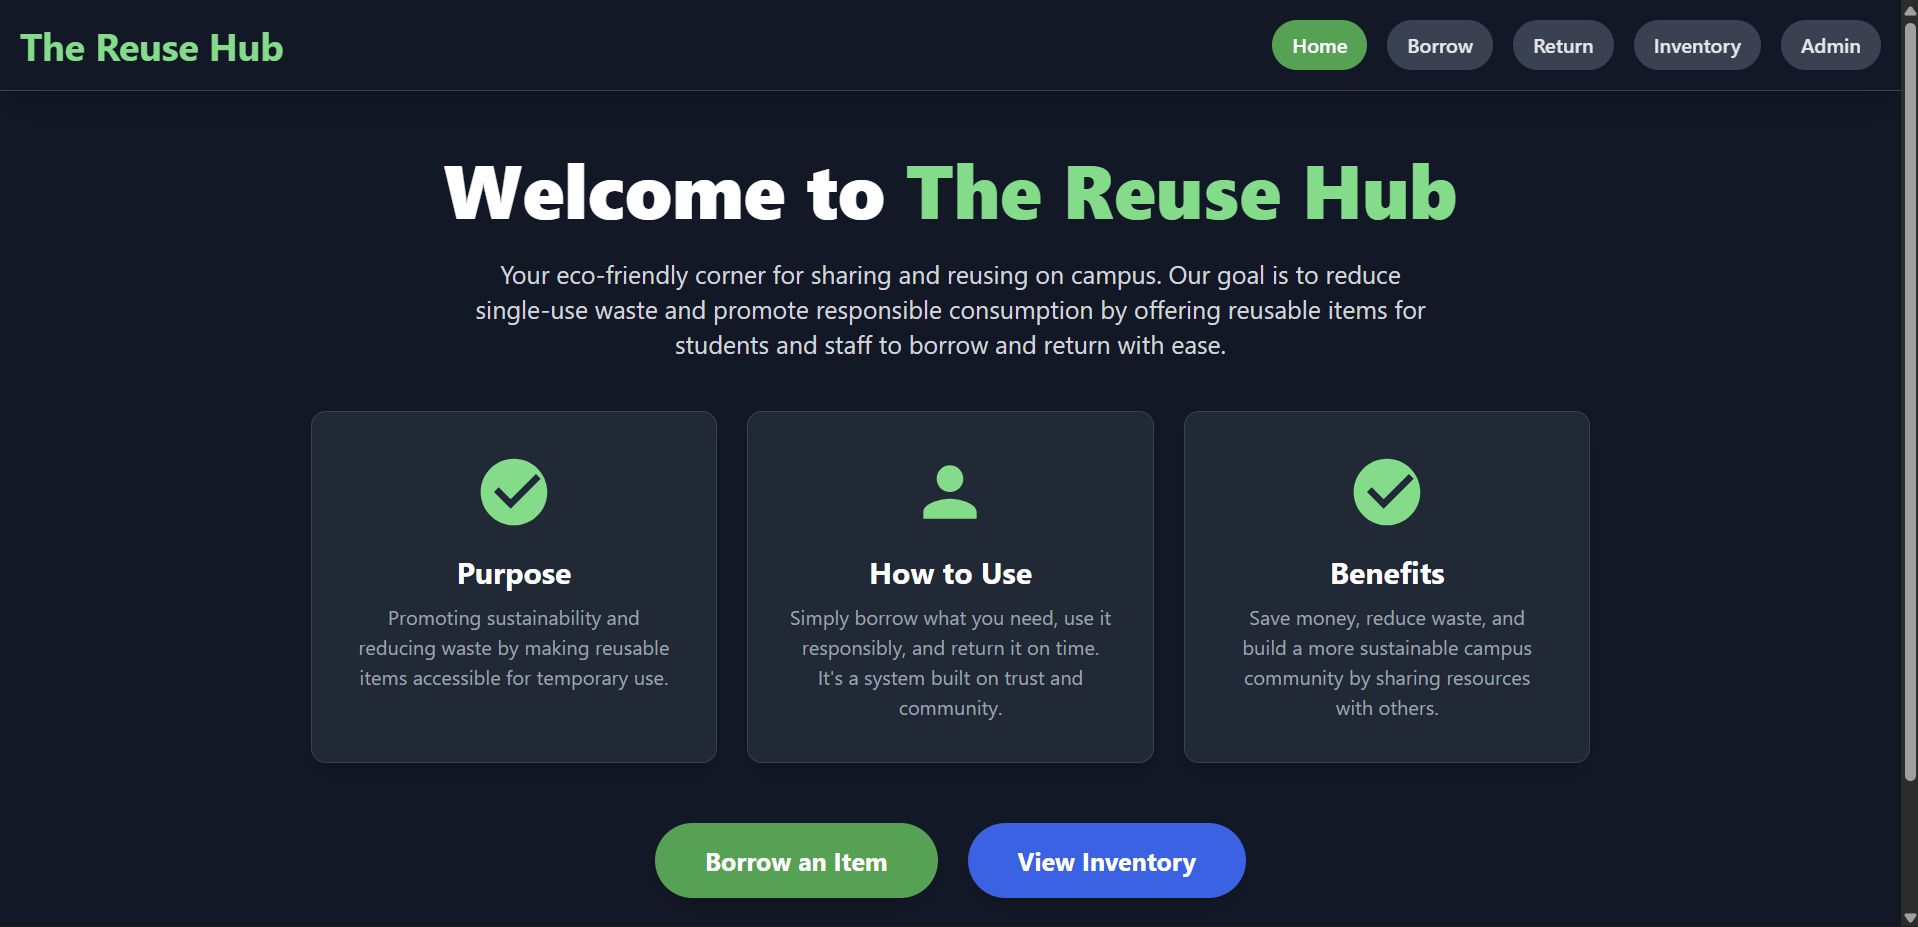 The Reuse Hub
Home
Borrow
Return
Inventory
Admin
Welcome to The Reuse Hub
Your eco-friendly corner for sharing and reusing on campus. Our goal is to reduce
single-use waste and promote responsible consumption by offering reusable items for
students and staff to borrow and return with ease.
Purpose
Promoting sustainability and
reducing waste by making reusable
items accessible for temporary use.
How to Use
Simply borrow what you need, use it
responsibly, and return it on time.
It's a system built on trust and
community.
Benefits
Save money, reduce waste, and
build a more sustainable campus
community by sharing resources
with others.
Borrow an Item
View Inventory